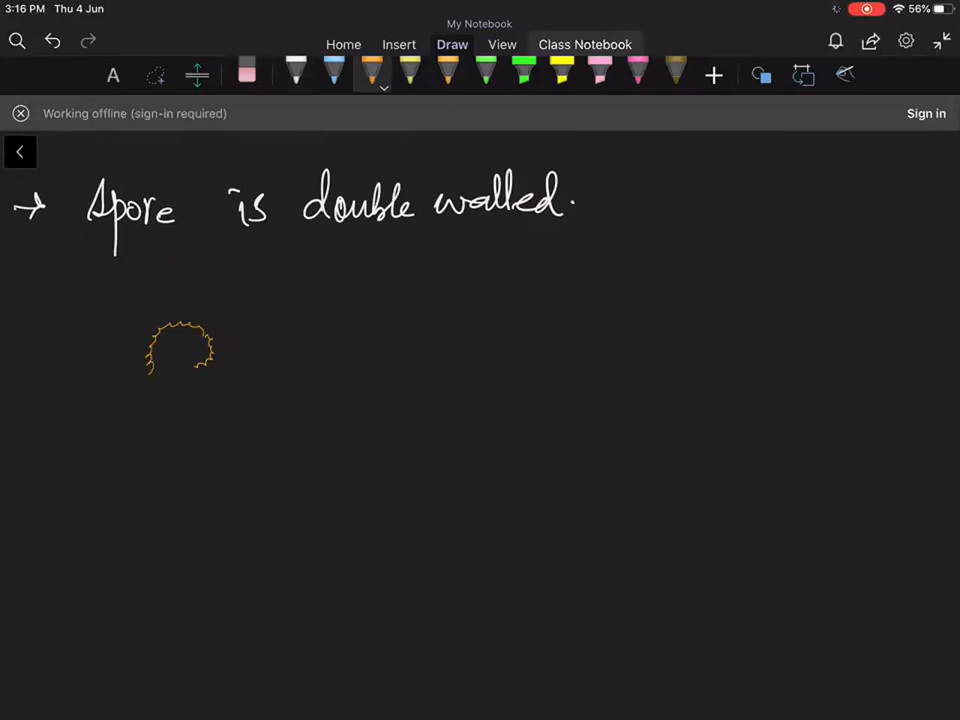 3:16 PM Thu 4 Jun
56%
My Notebook
Home Insert Draw View Class Notebook
A
Working offline (sign-in required)
Sign in
→ Spore is double walled.